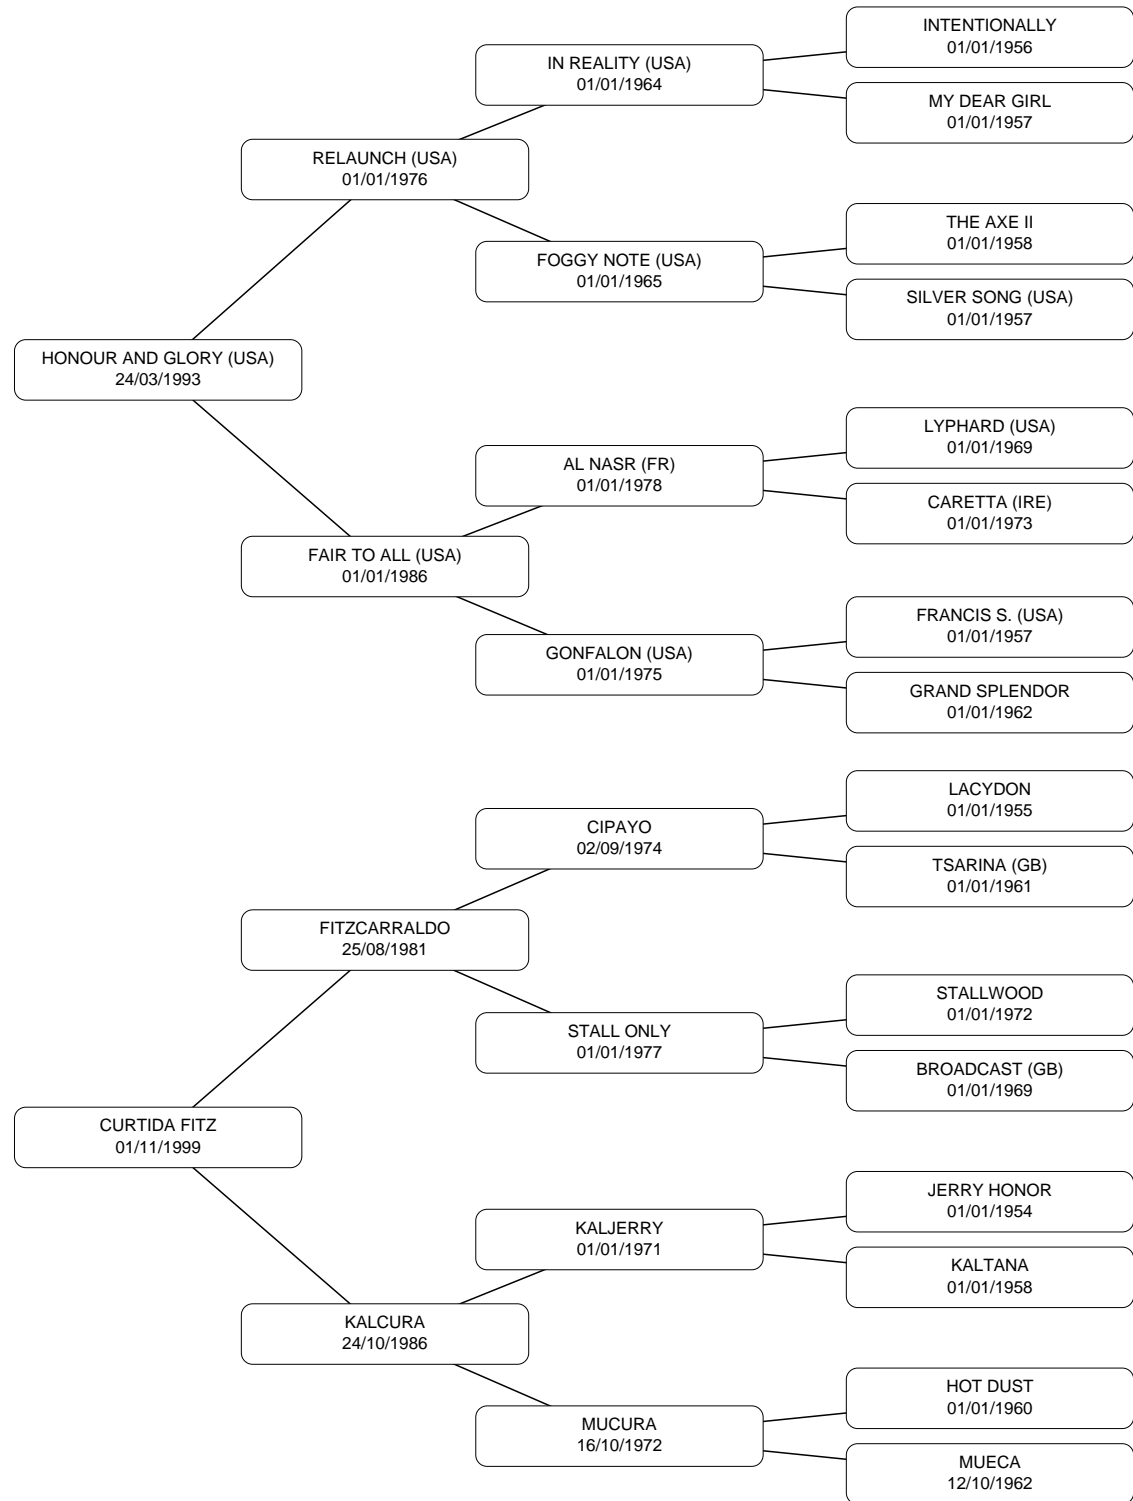 INTENTIONALLY
01/01/1956
IN REALITY (USA)
01/01/1964
MY DEAR GIRL
01/01/1957
RELAUNCH (USA)
01/01/1976
THE AXE II
01/01/1958
FOGGY NOTE (USA)
01/01/1965
SILVER SONG (USA)
01/01/1957
HONOUR AND GLORY (USA)
24/03/1993
LYPHARD (USA)
01/01/1969
AL NASR (FR)
01/01/1978
CARETTA (IRE)
01/01/1973
FAIR TO ALL (USA)
01/01/1986
FRANCIS S. (USA)
01/01/1957
GONFALON (USA)
01/01/1975
GRAND SPLENDOR
01/01/1962
LACYDON
01/01/1955
CIPAYO
02/09/1974
TSARINA (GB)
01/01/1961
FITZCARRALDO
25/08/1981
STALLWOOD
01/01/1972
STALL ONLY
01/01/1977
BROADCAST (GB)
01/01/1969
CURTIDA FITZ
01/11/1999
JERRY HONOR
01/01/1954
KALJERRY
01/01/1971
KALTANA
01/01/1958
KALCURA
24/10/1986
HOT DUST
01/01/1960
MUCURA
16/10/1972
MUECA
12/10/1962